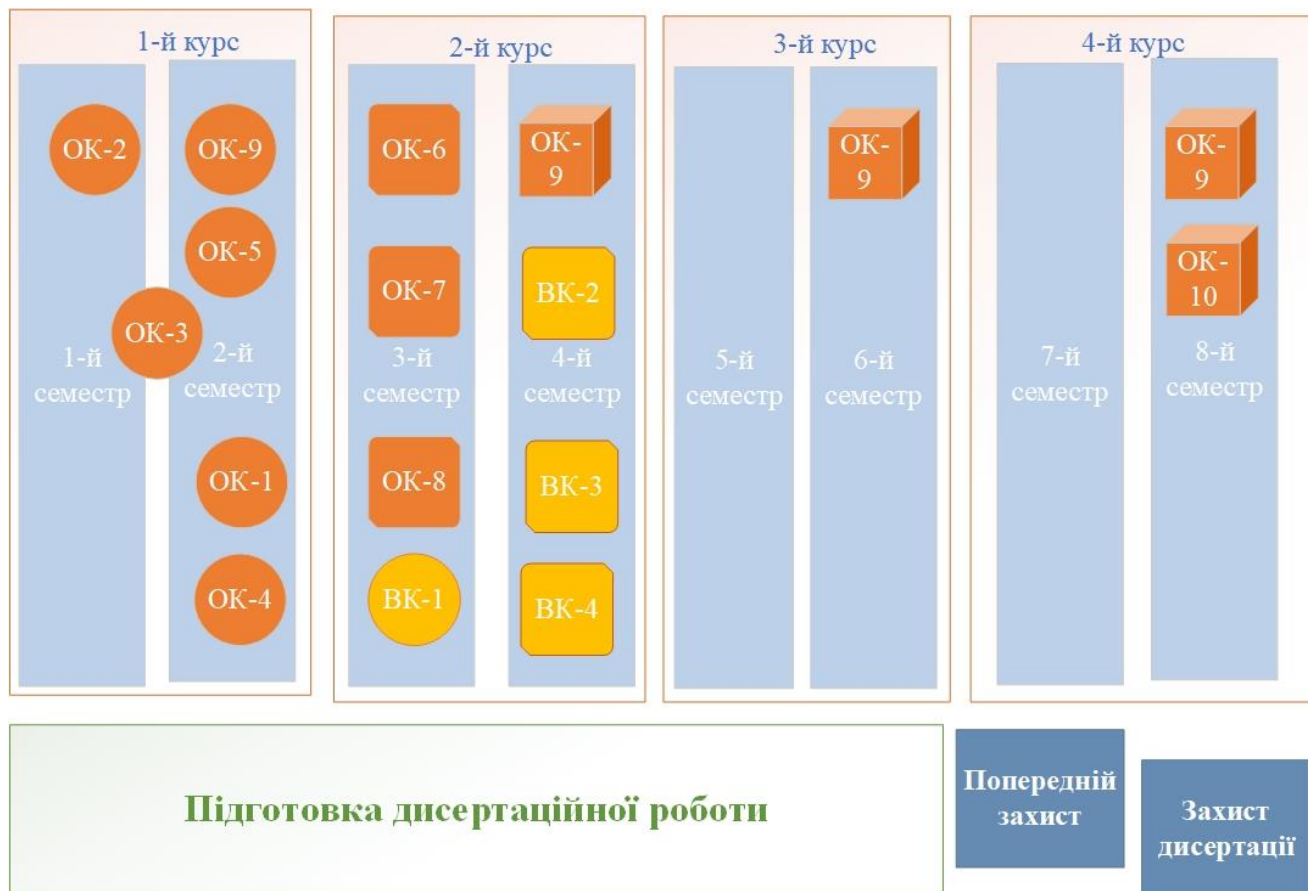 1-й курс
ОК-2
ОК-9
ОК-5
ОК-3
1-й
семестр
2-й
семестр
ОК-1
ОК-4
2-й курс
ОК-6
ОК-7
3-й
семестр
ОК-8
ВК-1
ОК-
9
ВК-2
4-й
семестр
ВК-3
ВК-4
3-й курс
5-й
семестр
ОК-
9
6-й
семестр
4-й курс
7-й
семестр
ОК-
9
ОК-
10
8-й
семестр
Підготовка дисертаційної роботи
Попередній
захист
Захист
дисертації